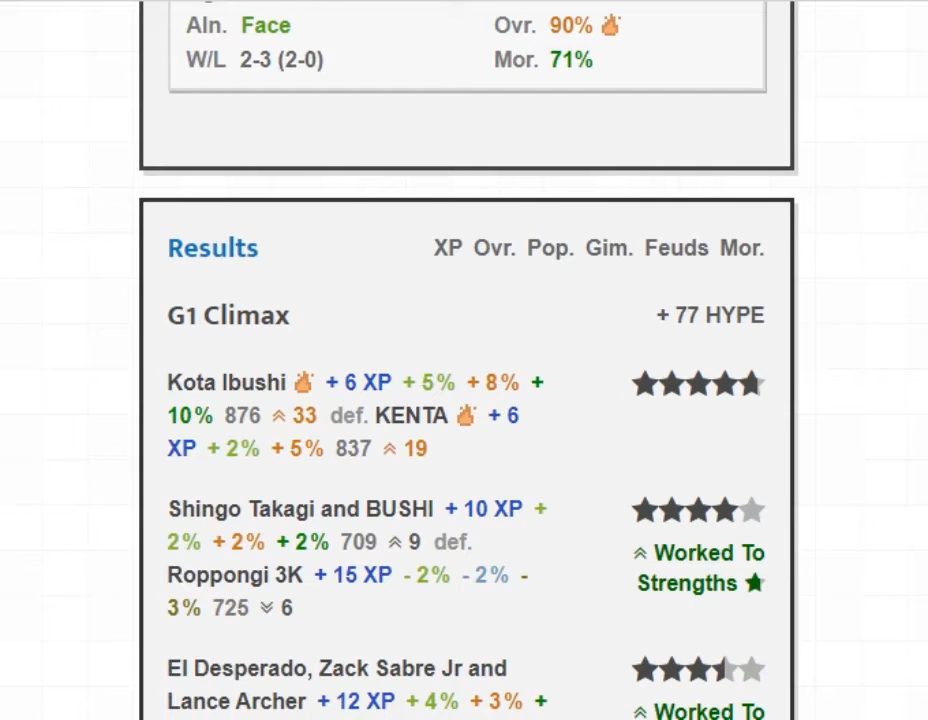 Aln. Face Ovr. 90%
W/L 2-3 (2-0) Mor. 71%
Results XP Ovr. Pop. Gim. Feuds Mor.
G1 Climax + 77 HYPE
Kota Ibushi + 6 XP + 5% + 8% +
10% 876 33 def. KENTA + 6
XP + 2% + 5% 837 19
Shingo Takagi and BUSHI + 10 XP +
2% + 2% + 2% 709 9 def.
Worked To
Roppongi 3K + 15 XP - 2% - 2% -
Strengths
3% 725 6
El Desperado, Zack Sabre Jr and
Lance Archer + 12 XP + 4% + 3% +
Worked To